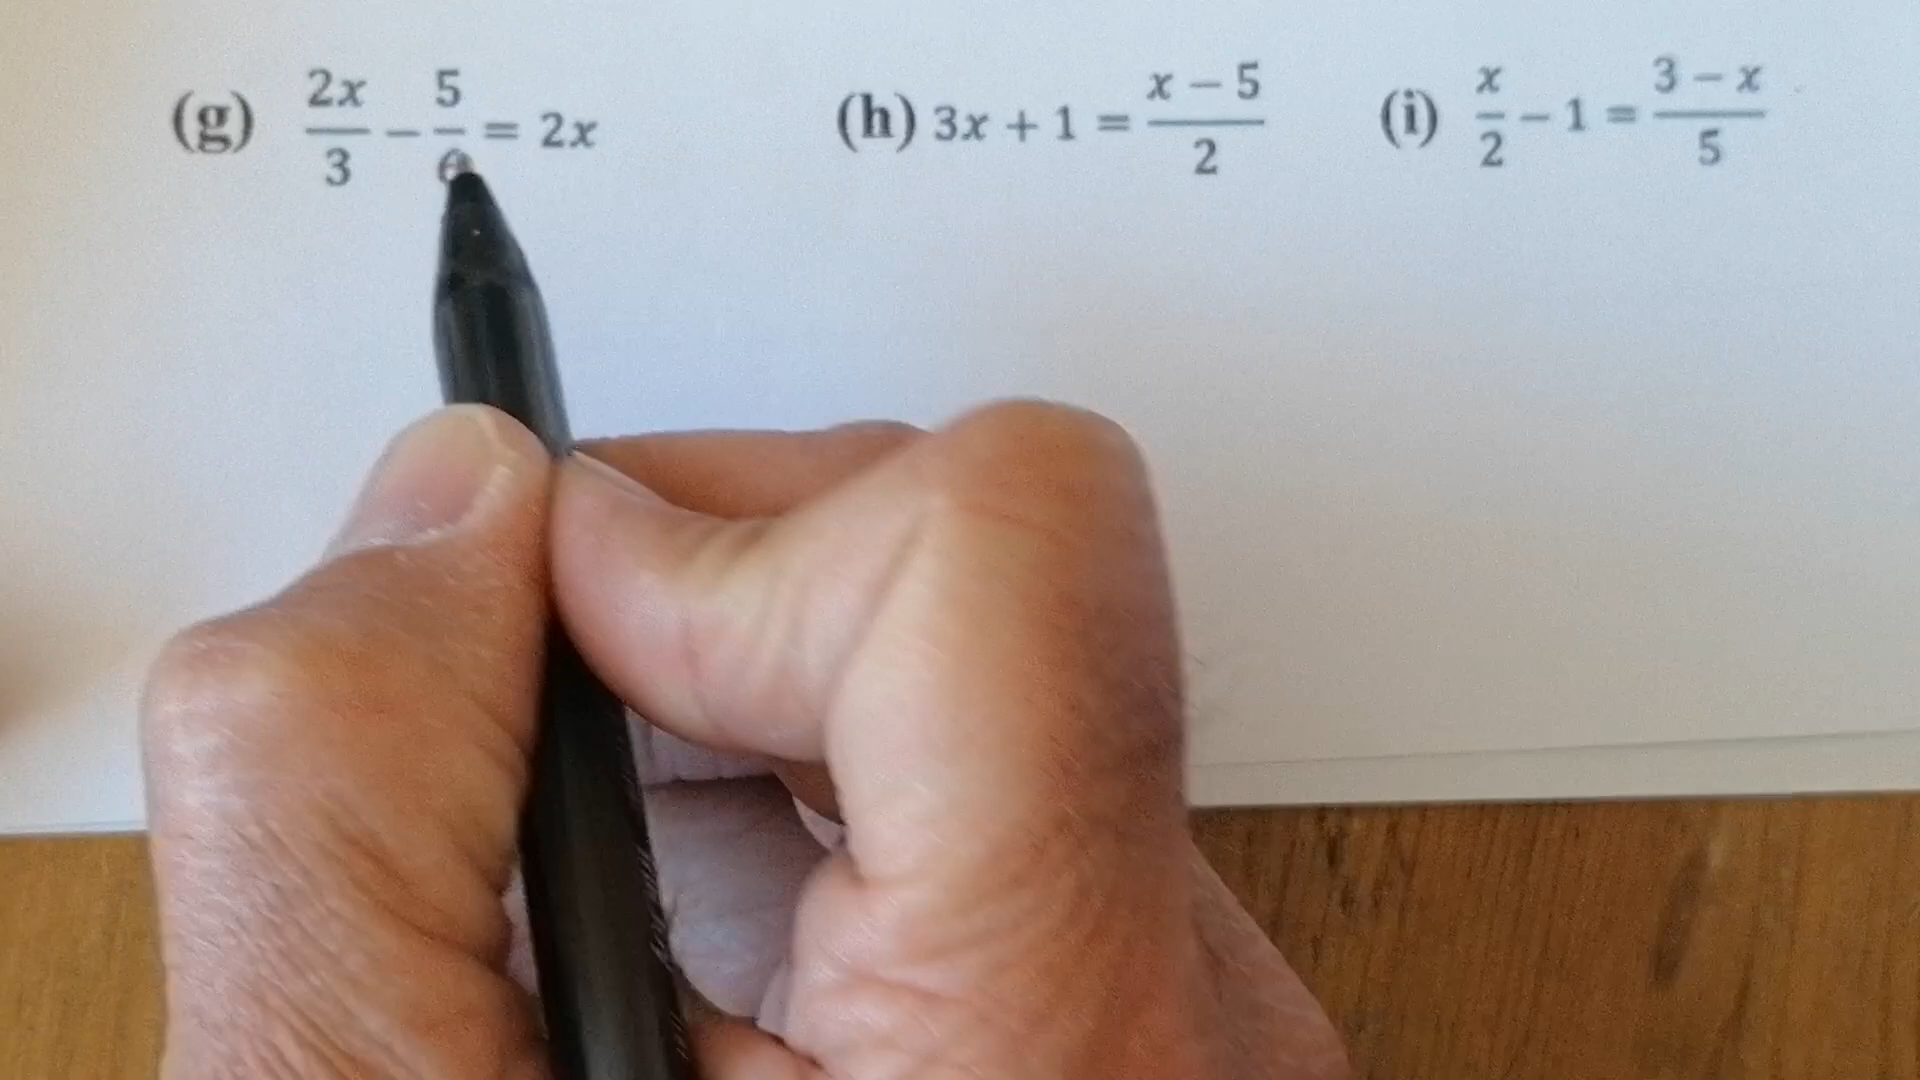 (g) 2x/3 - 5/6 = 2x (h) 3x + 1 = x - 5/2 (i) x/2 - 1 = 3 - x/5